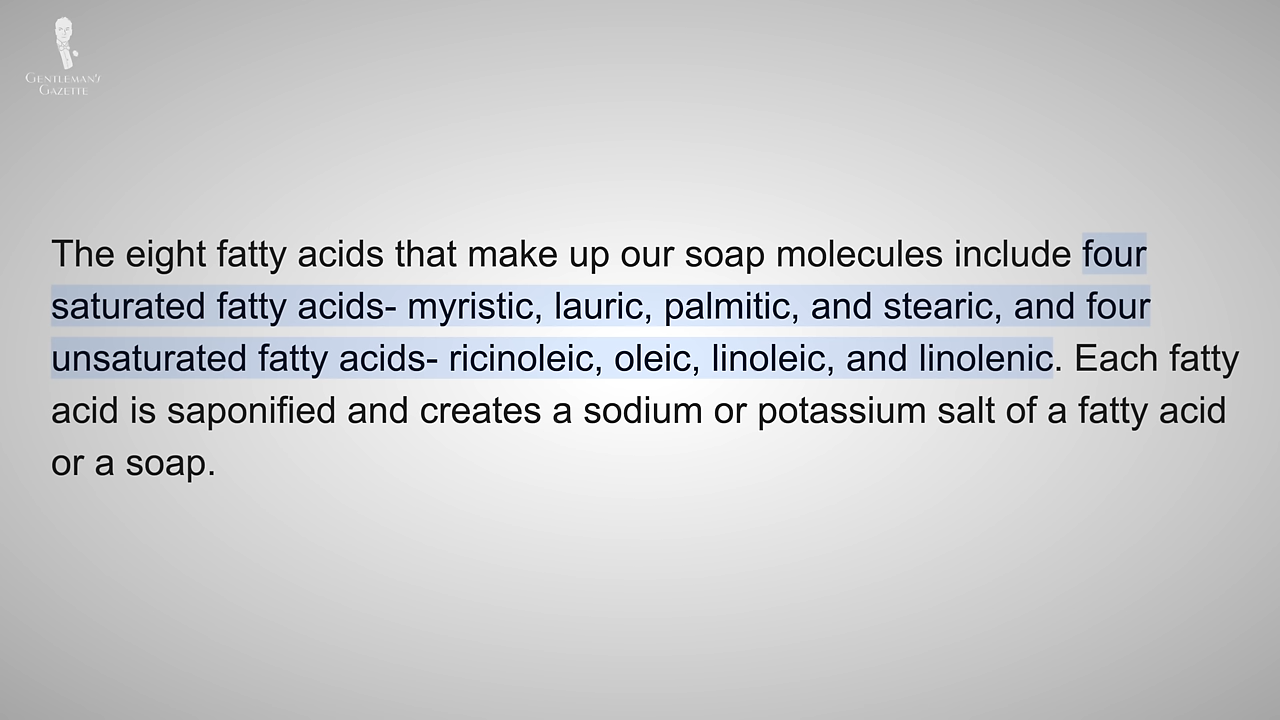 GENTLEMAN'S
GAZETTE
The eight fatty acids that make up our soap molecules include four
saturated fatty acids- myristic, lauric, palmitic, and stearic, and four
unsaturated fatty acids- ricinoleic, oleic, linoleic, and linolenic. Each fatty
acid is saponified and creates a sodium or potassium salt of a fatty acid
or a soap.